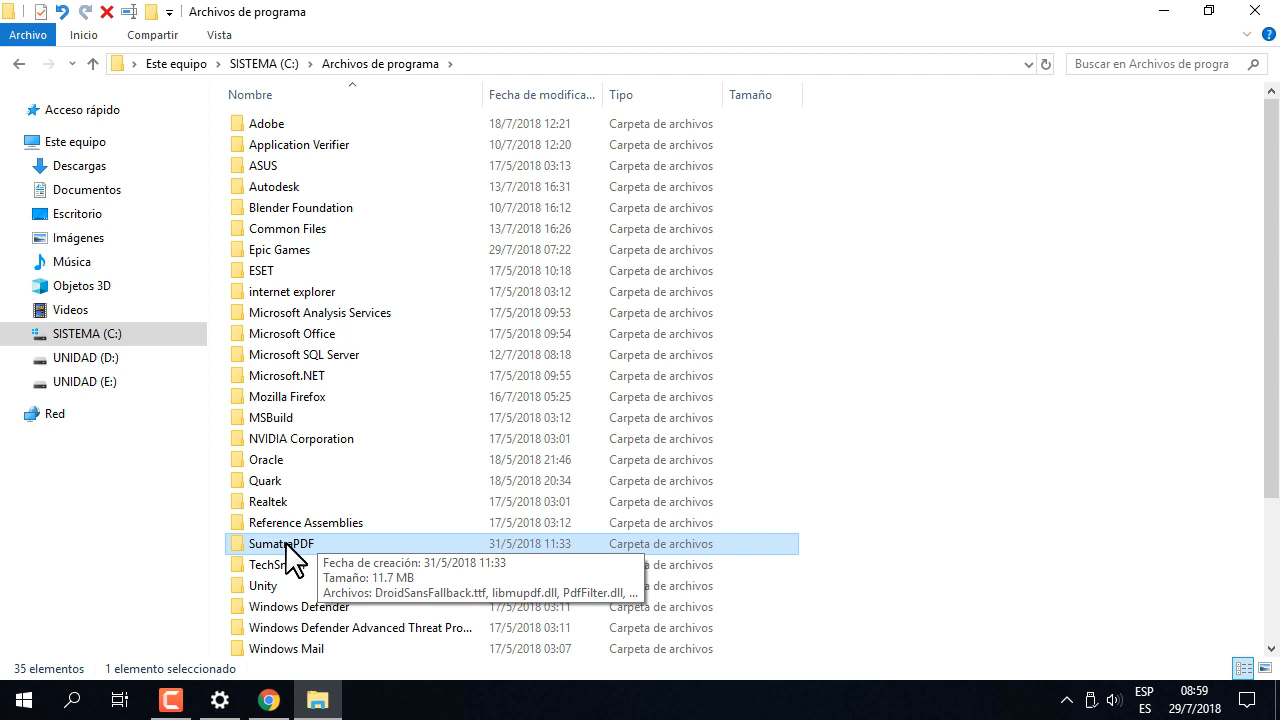 Archivos de programa
Archivo Inicio Compartir Vista
Este equipo SISTEMA (C:) Archivos de programa
Buscar en Archivos de progra
Nombre Fecha de modifica... Tipo Tamaño
Acceso rápido
Este equipo
Descargas
Documentos
Escritorio
Imágenes
Música
Objetos 3D
Videos
SISTEMA (C:)
UNIDAD (D:)
UNIDAD (E:)
Red
Adobe 18/7/2018 12:21 Carpeta de archivos
Application Verifier 10/7/2018 12:20 Carpeta de archivos
ASUS 17/5/2018 03:13 Carpeta de archivos
Autodesk 13/7/2018 16:31 Carpeta de archivos
Blender Foundation 10/7/2018 16:12 Carpeta de archivos
Common Files 13/7/2018 16:26 Carpeta de archivos
Epic Games 29/7/2018 07:22 Carpeta de archivos
ESET 17/5/2018 10:18 Carpeta de archivos
internet explorer 17/5/2018 03:12 Carpeta de archivos
Microsoft Analysis Services 17/5/2018 09:53 Carpeta de archivos
Microsoft Office 17/5/2018 09:54 Carpeta de archivos
Microsoft SQL Server 12/7/2018 08:18 Carpeta de archivos
Microsoft.NET 17/5/2018 09:55 Carpeta de archivos
Mozilla Firefox 16/7/2018 05:25 Carpeta de archivos
MSBuild 17/5/2018 03:12 Carpeta de archivos
NVIDIA Corporation 17/5/2018 03:01 Carpeta de archivos
Oracle 18/5/2018 21:46 Carpeta de archivos
Quark 18/5/2018 20:34 Carpeta de archivos
Realtek 17/5/2018 03:01 Carpeta de archivos
Reference Assemblies 17/5/2018 03:12 Carpeta de archivos
SumatraPDF 31/5/2018 11:33 Carpeta de archivos
Fecha de creación: 31/5/2018 11:33
Tamaño: 11.7 MB
Archivos: DroidSansFallback.ttf, libmupdf.dll, PdfFilter.dll, ...
de archivos
Unity de archivos
Windows Defender 17/5/2018 03:11 Carpeta de archivos
Windows Defender Advanced Threat Pro... 17/5/2018 03:11 Carpeta de archivos
Windows Mail 17/5/2018 03:07 Carpeta de archivos
35 elementos 1 elemento seleccionado
ESP
ES
08:59
29/7/2018